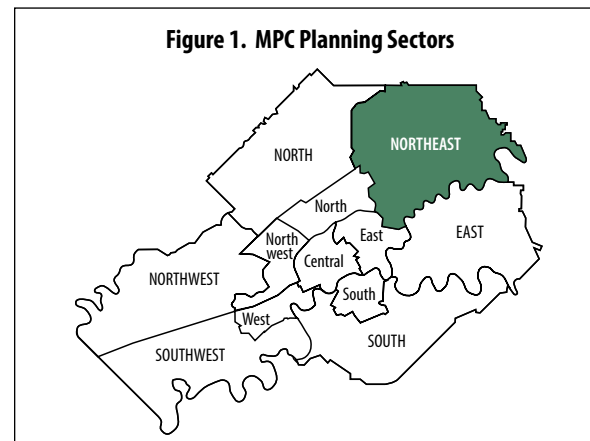 Figure 1. MPC Planning Sectors
NORTHEAST
NORTH
North
East
EAST
North
west
Central
NORTHWEST
South
West
SOUTH
SOUTHWEST